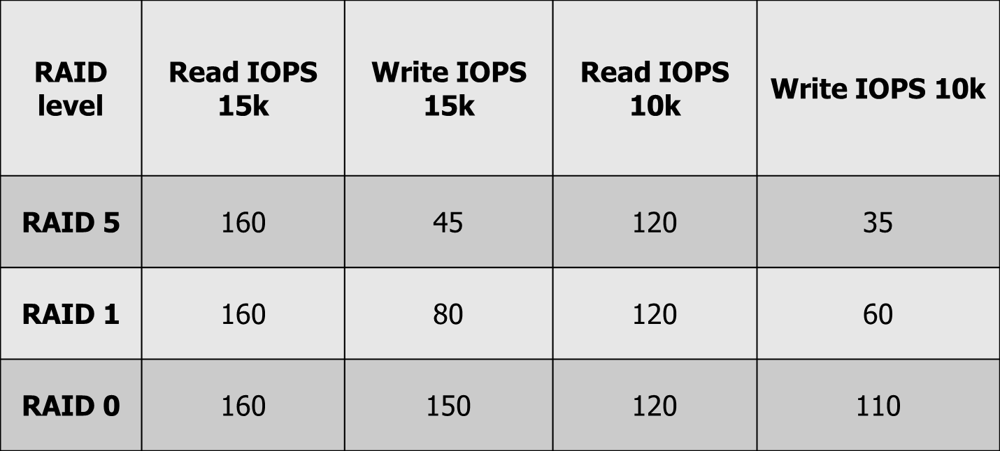 RAID level
Read IOPS 15k
Write IOPS 15k
Read IOPS 10k
Write IOPS 10k
RAID 5
160
45
120
35
RAID 1
160
80
120
60
RAID 0
160
150
120
110